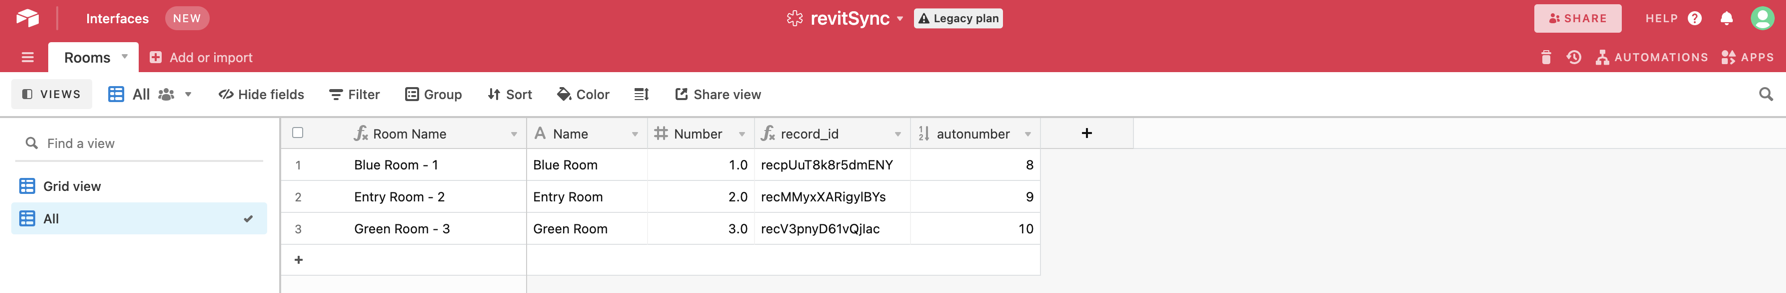 Interfaces NEW revitSync Legacy plan SHARE HELP
Rooms Add or import AUTOMATIONS APPS
VIEWS All Hide fields Filter Group Sort Color Share view
Find a view
Grid view
All
Room Name Name Number record_id autonumber +
1 Blue Room - 1 Blue Room 1.0 recpUuT8k8r5dmENY 8
2 Entry Room - 2 Entry Room 2.0 recMMyxXARigylBYs 9
3 Green Room - 3 Green Room 3.0 recV3pnyD61vQjlac 10
+